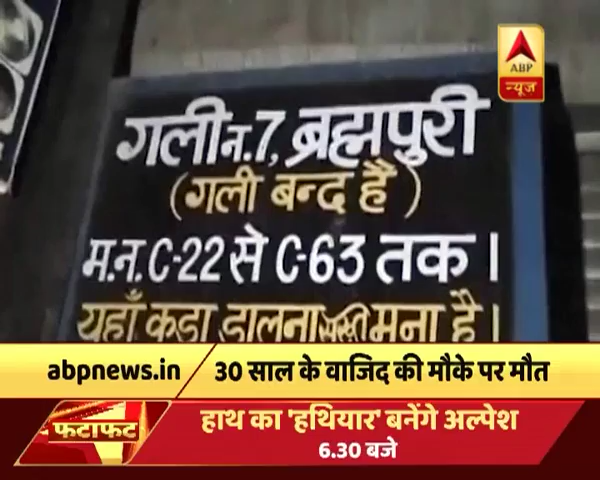 ABP
न्यूज़
गली नं.7, ब्रह्मपुरी
(गली बन्द है)
म.न. C-22 से C-63 तक।
यहाँ कूड़ा डालना सख्त मना है।
abpnews.in
30 साल के वाजिद की मौके पर मौत
फटाफट
हाथ का 'हथियार' बनेंगे अल्पेश
6.30 बजे